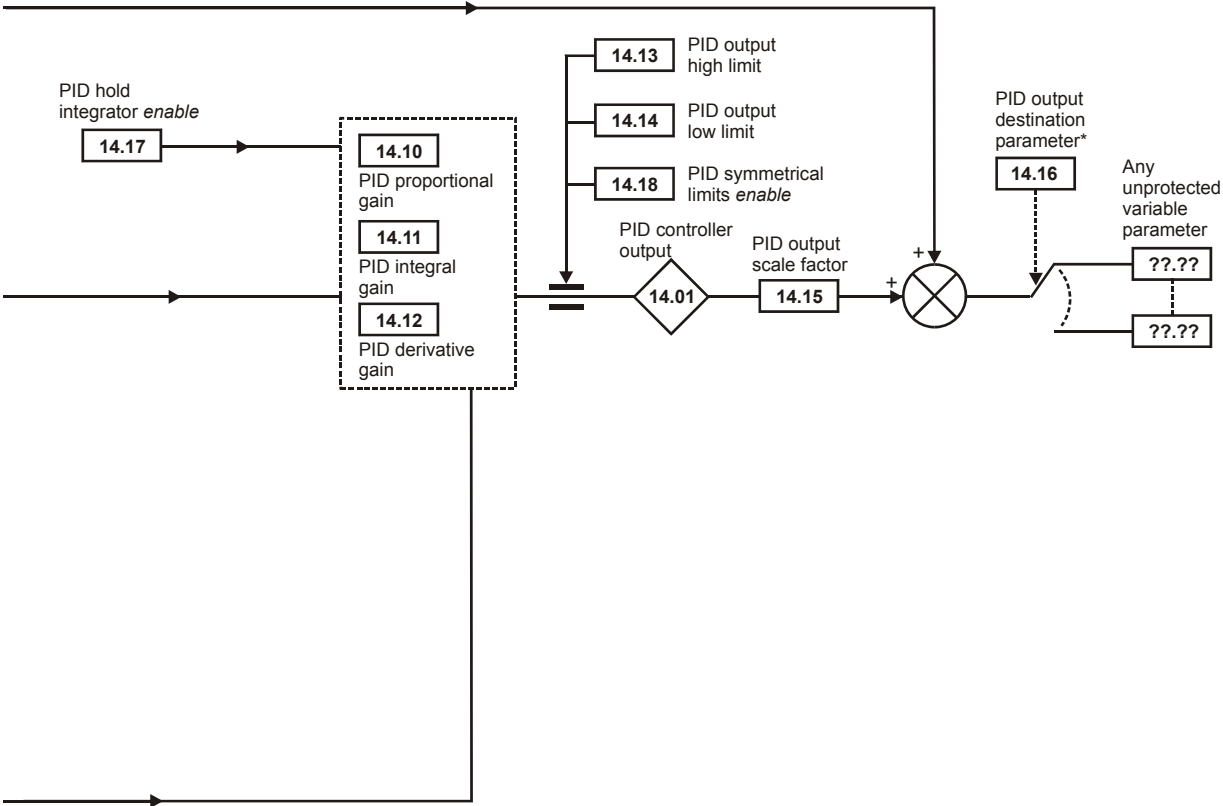 14.13
PID output
high limit
PID hold
integrator enable
14.17
14.14
PID output
low limit
14.18
PID symmetrical
limits enable
14.10
PID proportional
gain
14.11
PID integral
gain
14.12
PID derivative
gain
PID controller
output
14.01
PID output
scale factor
14.15
+
+
PID output
destination
parameter*
14.16
Any
unprotected
variable
parameter
??.??
??.??